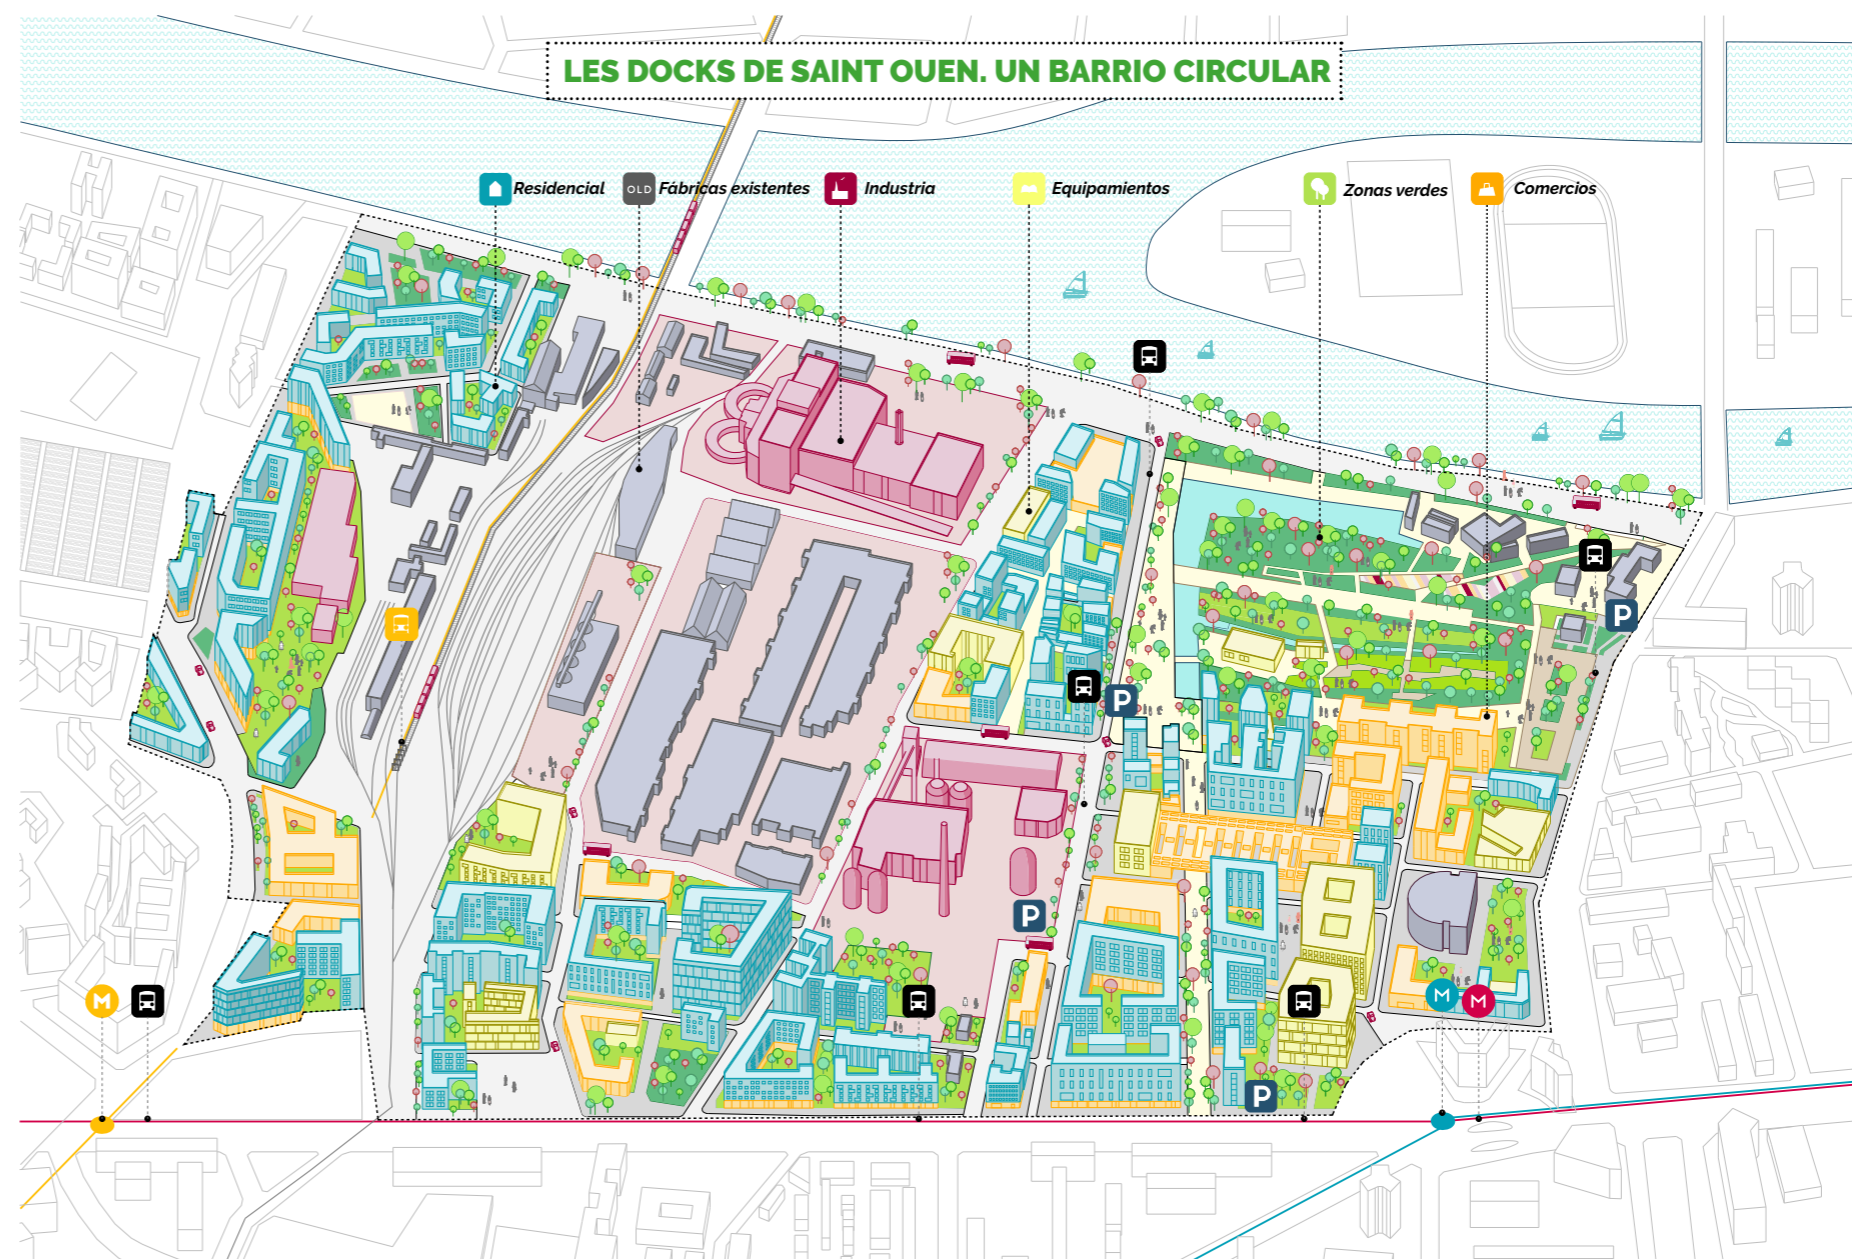 LES DOCKS DE SAINT OUEN. UN BARRIO CIRCULAR
Residencial
OLD Fábricas existentes
Industria
Equipamientos
Zonas verdes
Comercios
P
P
P
M
M
M
P